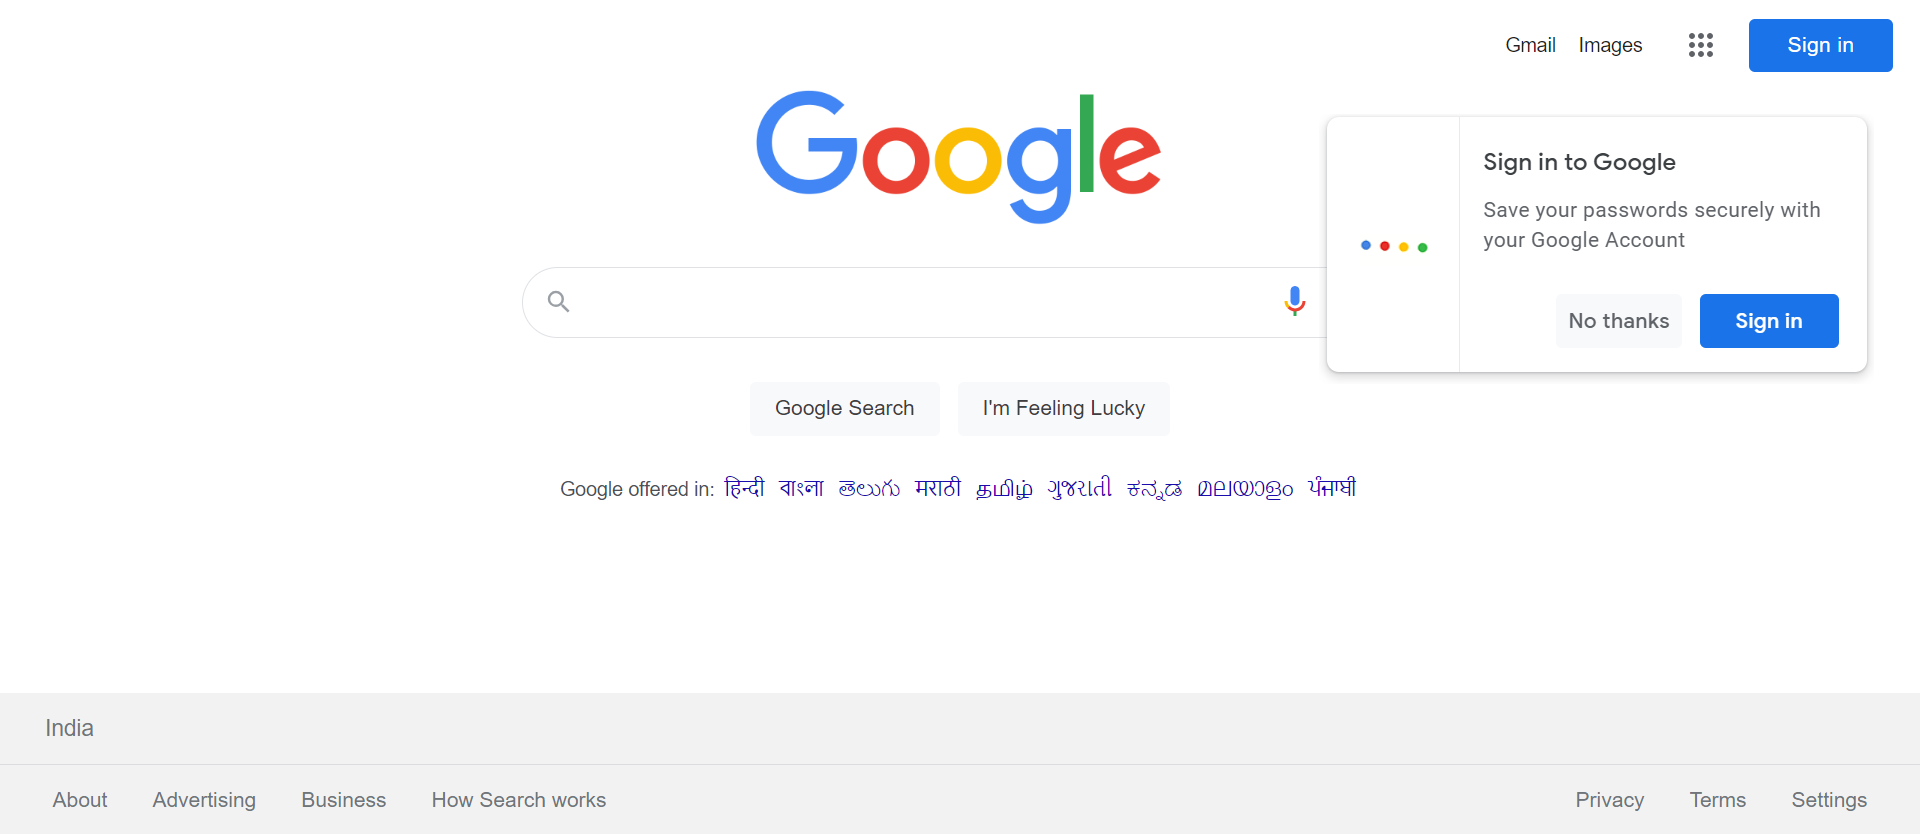 Gmail Images Sign in
Google
Sign in to Google
Save your passwords securely with
your Google Account
No thanks Sign in
Google Search I'm Feeling Lucky
Google offered in: हिन्दी বাংলা తెలుగు मराठी தமிழ் ગુજરાતી ಕನ್ನಡ മലയാളം ਪੰਜਾਬੀ
India
About Advertising Business How Search works Privacy Terms Settings